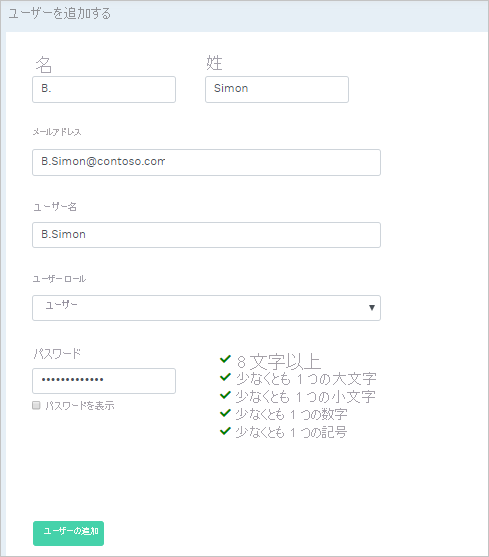 ユーザーを追加する
名 姓
B. Simon
メールアドレス
B.Simon@contoso.com
ユーザー名
B.Simon
ユーザー ロール
ユーザー
パスワード
8 文字以上
•••••••••••••
少なくとも 1 つの大文字
少なくとも 1 つの小文字
パスワードを表示
少なくとも 1 つの数字
少なくとも 1 つの記号
ユーザーの追加